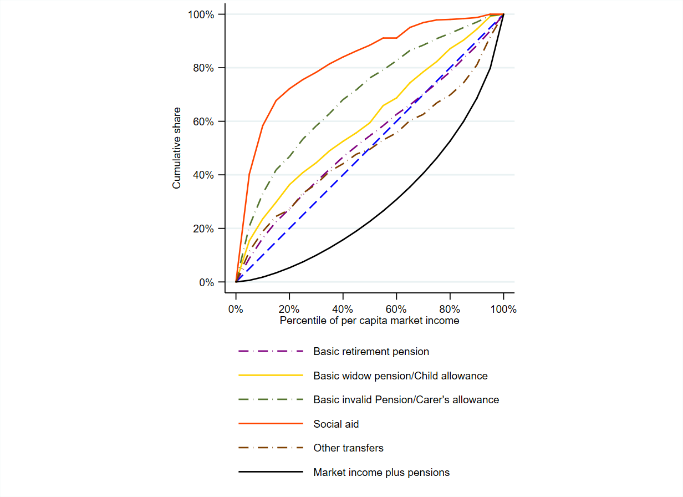 100%
80%
60%
40%
20%
0%
Cumulative share
0% 20% 40% 60% 80% 100%
Percentile of per capita market income
Basic retirement pension
Basic widow pension/Child allowance
Basic invalid Pension/Carer's allowance
Social aid
Other transfers
Market income plus pensions